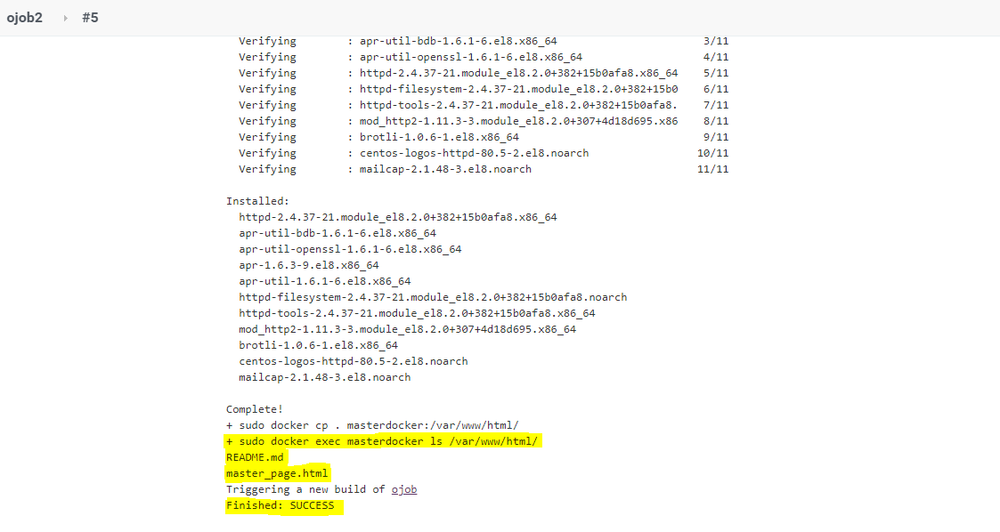 ojob2 ▸ #5
Verifying : apr-util-bdb-1.6.1-6.el8.x86_64 3/11
Verifying : apr-util-openssl-1.6.1-6.el8.x86_64 4/11
Verifying : httpd-2.4.37-21.module_el8.2.0+382+15b0afa8.x86_64 5/11
Verifying : httpd-filesystem-2.4.37-21.module_el8.2.0+382+15b0 6/11
Verifying : httpd-tools-2.4.37-21.module_el8.2.0+382+15b0afa8. 7/11
Verifying : mod_http2-1.11.3-3.module_el8.2.0+307+4d18d695.x86 8/11
Verifying : brotli-1.0.6-1.el8.x86_64 9/11
Verifying : centos-logos-httpd-80.5-2.el8.noarch 10/11
Verifying : mailcap-2.1.48-3.el8.noarch 11/11
Installed:
httpd-2.4.37-21.module_el8.2.0+382+15b0afa8.x86_64
apr-util-bdb-1.6.1-6.el8.x86_64
apr-util-openssl-1.6.1-6.el8.x86_64
apr-1.6.3-9.el8.x86_64
apr-util-1.6.1-6.el8.x86_64
httpd-filesystem-2.4.37-21.module_el8.2.0+382+15b0afa8.noarch
httpd-tools-2.4.37-21.module_el8.2.0+382+15b0afa8.x86_64
mod_http2-1.11.3-3.module_el8.2.0+307+4d18d695.x86_64
brotli-1.0.6-1.el8.x86_64
centos-logos-httpd-80.5-2.el8.noarch
mailcap-2.1.48-3.el8.noarch
Complete!
+ sudo docker cp . masterdocker:/var/www/html/
+ sudo docker exec masterdocker ls /var/www/html/
README.md
master_page.html
Triggering a new build of ojob
Finished: SUCCESS